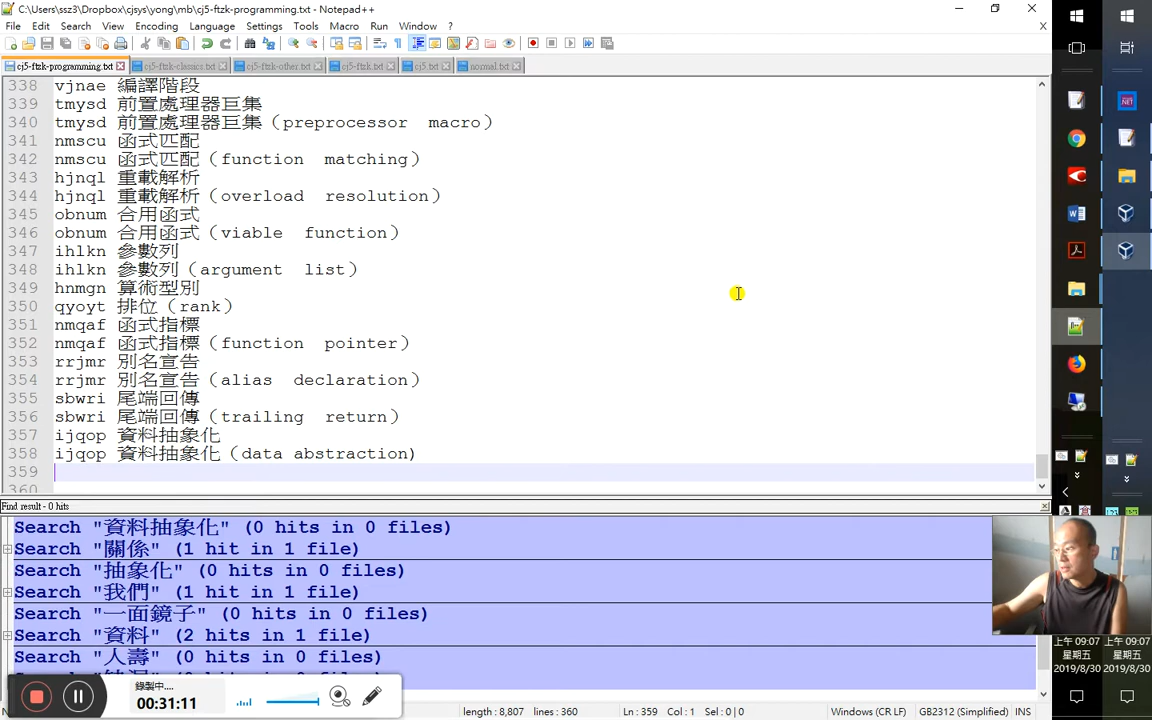 C:\Users\ssz3\Dropbox\cjsys\yong\mb\cj5-ftzk-programming.txt - Notepad++
File Edit Search View Encoding Language Settings Tools Macro Run Window ?
cj5-ftzk-programming.txt cj5-ftzk-classics.txt cj5-ftzk-other.txt cj5-ftzk.txt cj5.txt normal.txt
338 vjnae 編譯階段
339 tmysd 前置處理器巨集
340 tmysd 前置處理器巨集（preprocessor macro）
341 nmscu 函式匹配
342 nmscu 函式匹配（function matching）
343 hjnql 重載解析
344 hjnql 重載解析（overload resolution）
345 obnum 合用函式
346 obnum 合用函式（viable function）
347 ihlkn 參數列
348 ihlkn 參數列（argument list）
349 hnmgn 算術型別
350 qyoyt 排位（rank）
351 nmqaf 函式指標
352 nmqaf 函式指標（function pointer）
353 rrjmr 別名宣告
354 rrjmr 別名宣告（alias declaration）
355 sbwri 尾端回傳
356 sbwri 尾端回傳（trailing return）
357 ijqop 資料抽象化
358 ijqop 資料抽象化（data abstraction)
359
360
Find result - 0 hits
Search "資料抽象化" (0 hits in 0 files)
Search "關係" (1 hit in 1 file)
Search "抽象化" (0 hits in 0 files)
Search "我們" (1 hit in 1 file)
Search "一面鏡子" (0 hits in 0 files)
Search "資料" (2 hits in 1 file)
Search "人壽" (0 hits in 0 files)
錄製中....
00:31:11
length : 8,807 lines : 360 Ln : 359 Col : 1 Sel : 0 | 0 Windows (CR LF) GB2312 (Simplified) INS
上午 09:07 上午 09:07
星期五 星期五
2019/8/30 2019/8/30